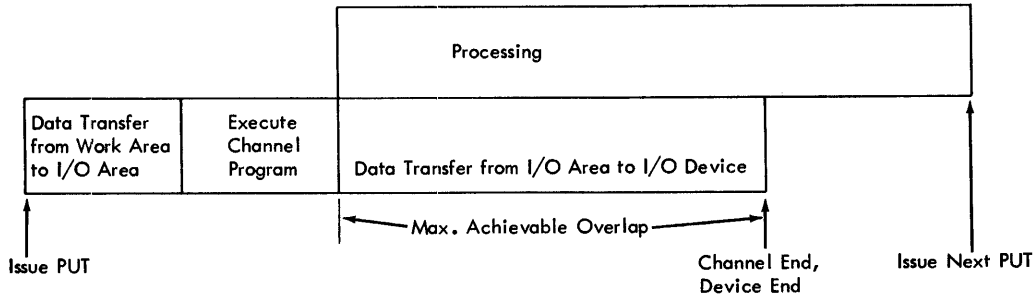 Processing
Data Transfer
from Work Area
to I/O Area
Execute
Channel
Program
Data Transfer from I/O Area to I/O Device
Max. Achievable Overlap
Issue PUT
Channel End,
Device End
Issue Next PUT